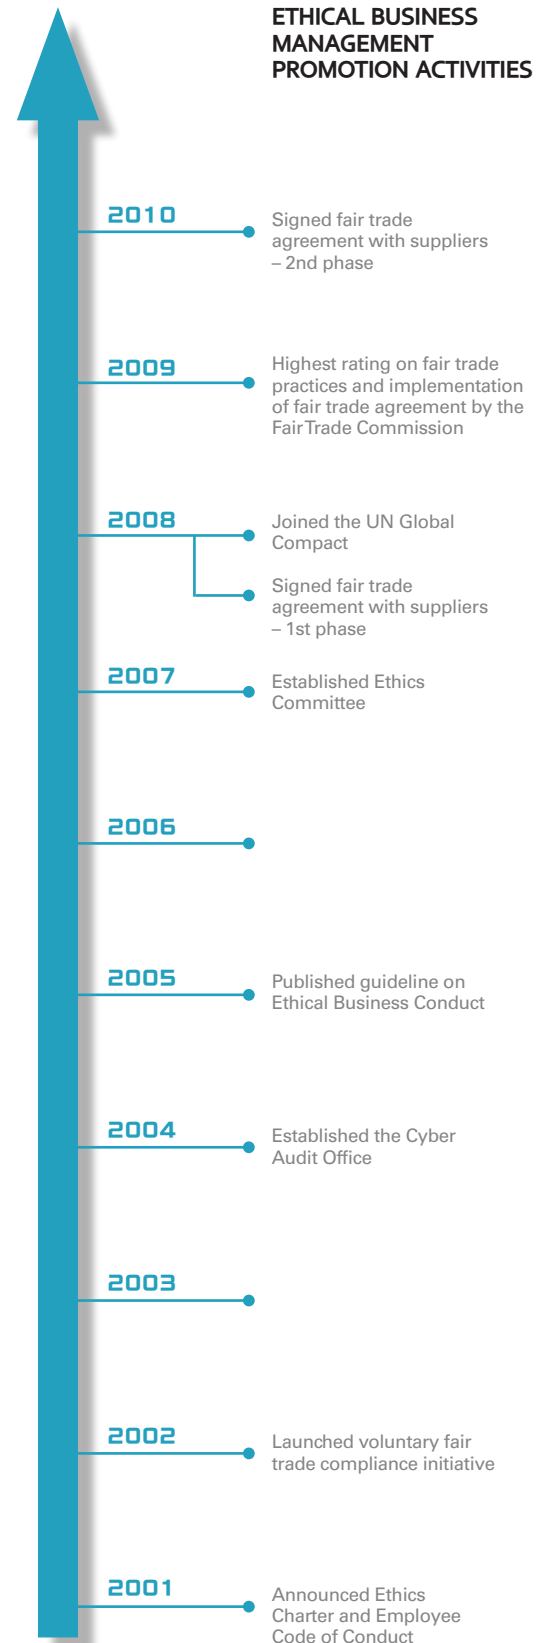 ETHICAL BUSINESS
MANAGEMENT
PROMOTION ACTIVITIES
2010
Signed fair trade
agreement with suppliers
– 2nd phase
2009
Highest rating on fair trade
practices and implementation
of fair trade agreement by the
Fair Trade Commission
2008
Joined the UN Global
Compact
Signed fair trade
agreement with suppliers
– 1st phase
2007
Established Ethics
Committee
2006
2005
Published guideline on
Ethical Business Conduct
2004
Established the Cyber
Audit Office
2003
2002
Launched voluntary fair
trade compliance initiative
2001
Announced Ethics
Charter and Employee
Code of Conduct